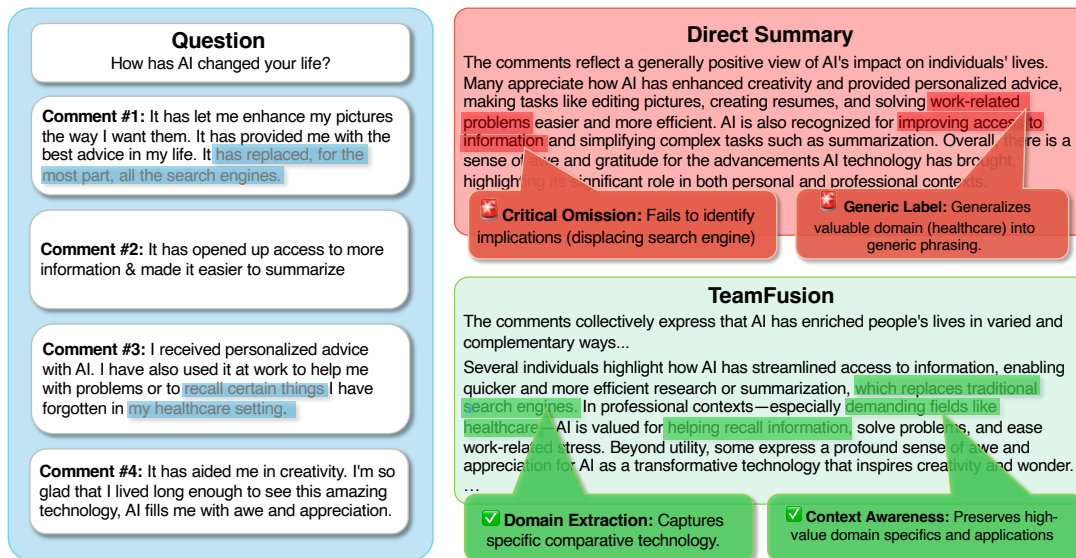 Question
How has AI changed your life?
Comment #1: It has let me enhance my pictures
the way I want them. It has provided me with the
best advice in my life. It has replaced, for the
most part, all the search engines.
Comment #2: It has opened up access to more
information & made it easier to summarize
Comment #3: I received personalized advice
with AI. I have also used it at work to help me
with problems or to recall certain things I have
forgotten in my healthcare setting.
Comment #4: It has aided me in creativity. I'm so
glad that I lived long enough to see this amazing
technology, AI fills me with awe and appreciation.
Direct Summary
The comments reflect a generally positive view of AI's impact on individuals' lives.
Many appreciate how AI has enhanced creativity and provided personalized advice,
making tasks like editing pictures, creating resumes, and solving work-related
problems easier and more efficient. AI is also recognized for improving access to
information and simplifying complex tasks such as summarization. Overall, there is a
sense of awe and gratitude for the advancements AI technology has brought,
highlighting its significant role in both personal and professional contexts.
Critical Omission: Fails to identify
implications (displacing search engine)
Generic Label: Generalizes
valuable domain (healthcare) into
generic phrasing.
TeamFusion
The comments collectively express that AI has enriched people's lives in varied and
complementary ways...
Several individuals highlight how AI has streamlined access to information, enabling
quicker and more efficient research or summarization, which replaces traditional
search engines. In professional contexts—especially demanding fields like
healthcare—AI is valued for helping recall information, solve problems, and ease
work-related stress. Beyond utility, some express a profound sense of awe and
appreciation for AI as a transformative technology that inspires creativity and wonder.
...
Domain Extraction: Captures
specific comparative technology.
Context Awareness: Preserves high-
value domain specifics and applications